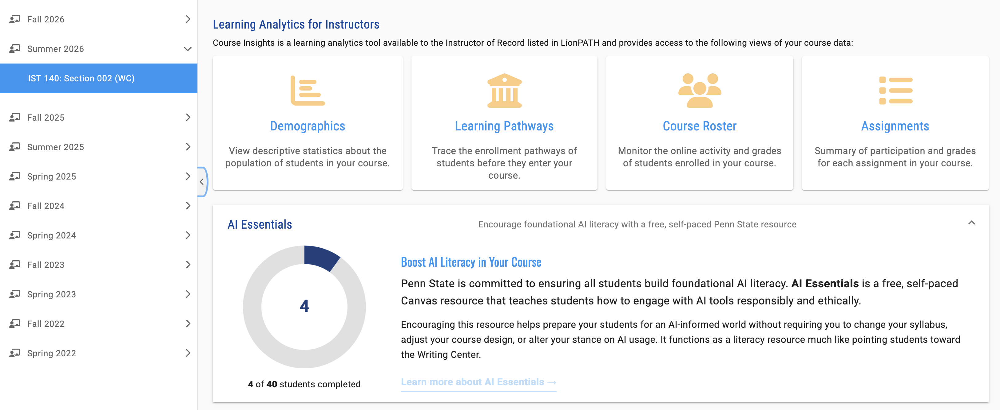 Fall 2026
Summer 2026
IST 140: Section 002 (WC)
Fall 2025
Summer 2025
Spring 2025
Fall 2024
Spring 2024
Fall 2023
Spring 2023
Fall 2022
Spring 2022
Learning Analytics for Instructors
Course Insights is a learning analytics tool available to the Instructor of Record listed in LionPATH and provides access to the following views of your course data:
Demographics
View descriptive statistics about the
population of students in your course.
Learning Pathways
Trace the enrollment pathways of
students before they enter your
course.
Course Roster
Monitor the online activity and grades
of students enrolled in your course.
Assignments
Summary of participation and grades
for each assignment in your course.
AI Essentials
Encourage foundational AI literacy with a free, self-paced Penn State resource
4
4 of 40 students completed
Boost AI Literacy in Your Course
Penn State is committed to ensuring all students build foundational AI literacy. AI Essentials is a free, self-paced
Canvas resource that teaches students how to engage with AI tools responsibly and ethically.
Encouraging this resource helps prepare your students for an AI-informed world without requiring you to change your syllabus,
adjust your course design, or alter your stance on AI usage. It functions as a literacy resource much like pointing students toward
the Writing Center.
Learn more about AI Essentials →